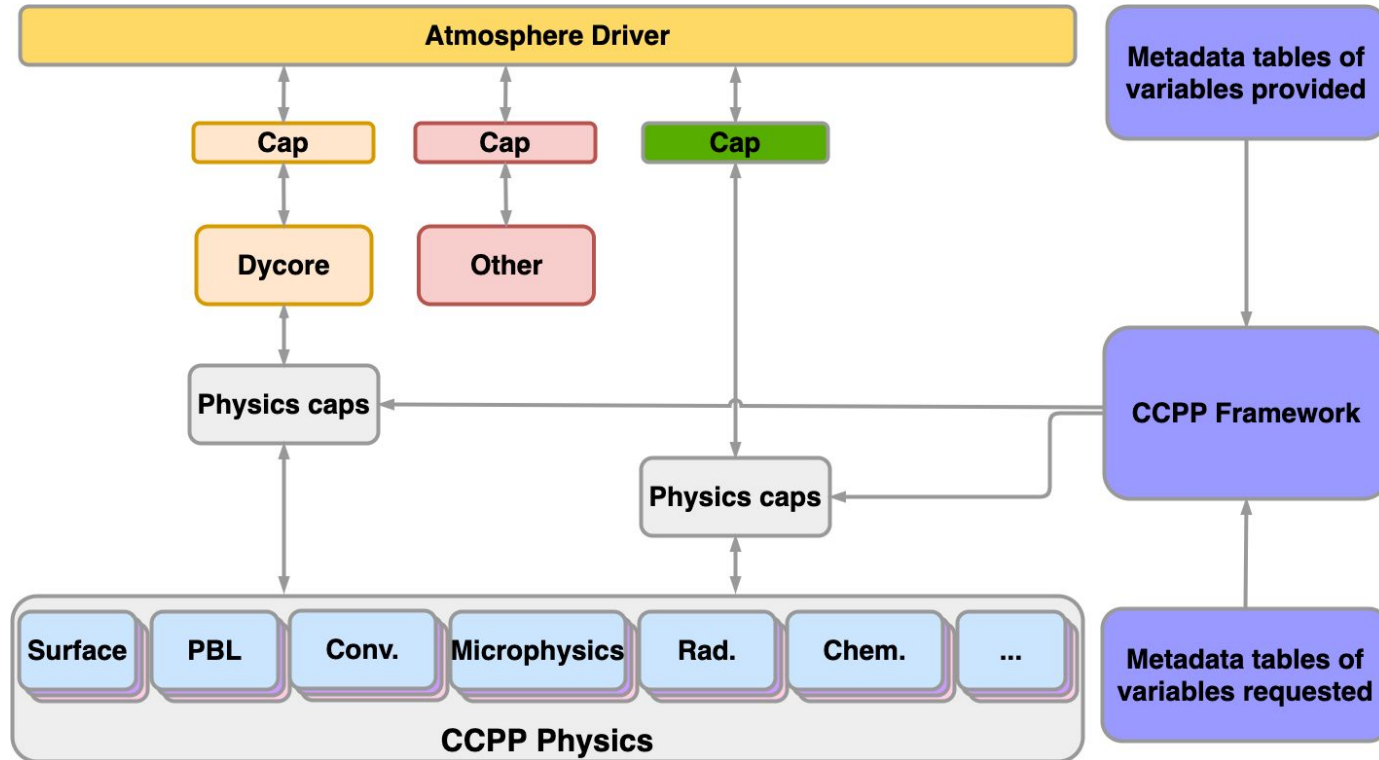 Atmosphere Driver
Metadata tables of
variables provided
Cap
Cap
Cap
Dycore
Other
Physics caps
CCPP Framework
Physics caps
Surface
PBL
Conv.
Microphysics
Rad.
Chem.
...
Metadata tables of
variables requested
CCPP Physics